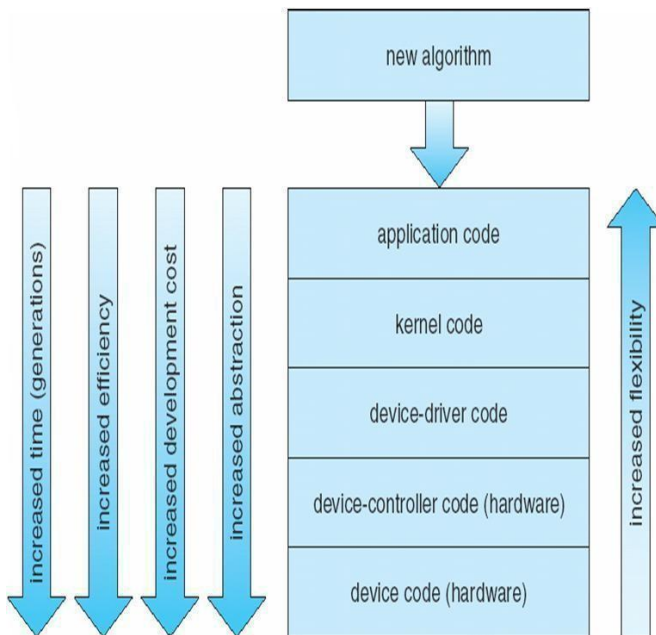 new algorithm
application code
kernel code
device-driver code
device-controller code (hardware)
device code (hardware)
increased time (generations)
increased efficiency
increased development cost
increased abstraction
increased flexibility